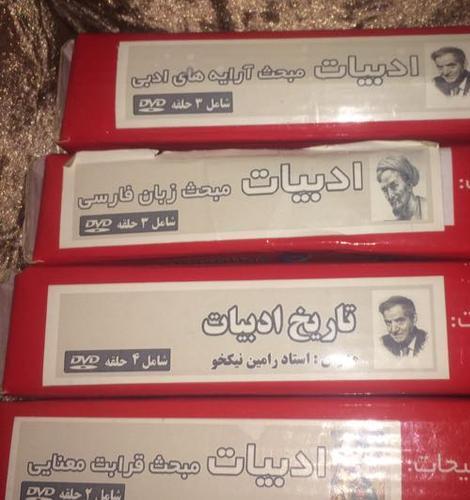 ادبیات مبحث آرایه های ادبی
شامل ۳ حلقه DVD
ادبیات مبحث زبان فارسی
شامل ۳ حلقه DVD
تاریخ ادبیات
: استاد رامین نیکخو
شامل ۴ حلقه DVD
ادبیات مبحث قرابت معنایی
شامل ۲ حلقه DVD